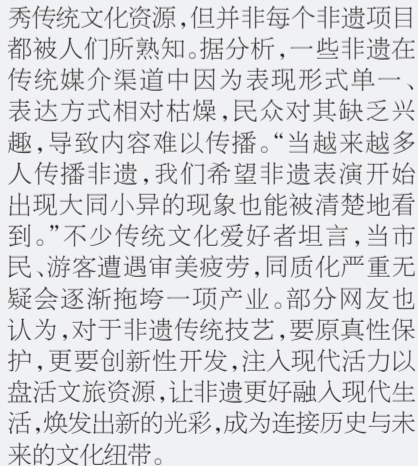 秀传统文化资源,但并非每个非遗项目
都被人们所熟知。据分析,一些非遗在
传统媒介渠道中因为表现形式单一、
表达方式相对枯燥,民众对其缺乏兴
趣,导致内容难以传播。“当越来越多
人传播非遗,我们希望非遗表演开始
出现大同小异的现象也能被清楚地看
到。”不少传统文化爱好者坦言,当市
民、游客遭遇审美疲劳,同质化严重无
疑会逐渐拖垮一项产业。部分网友也
认为,对于非遗传统技艺,要原真性保
护,更要创新性开发,注入现代活力以
盘活文旅资源,让非遗更好融入现代生
活,焕发出新的光彩,成为连接历史与未
来的文化纽带。